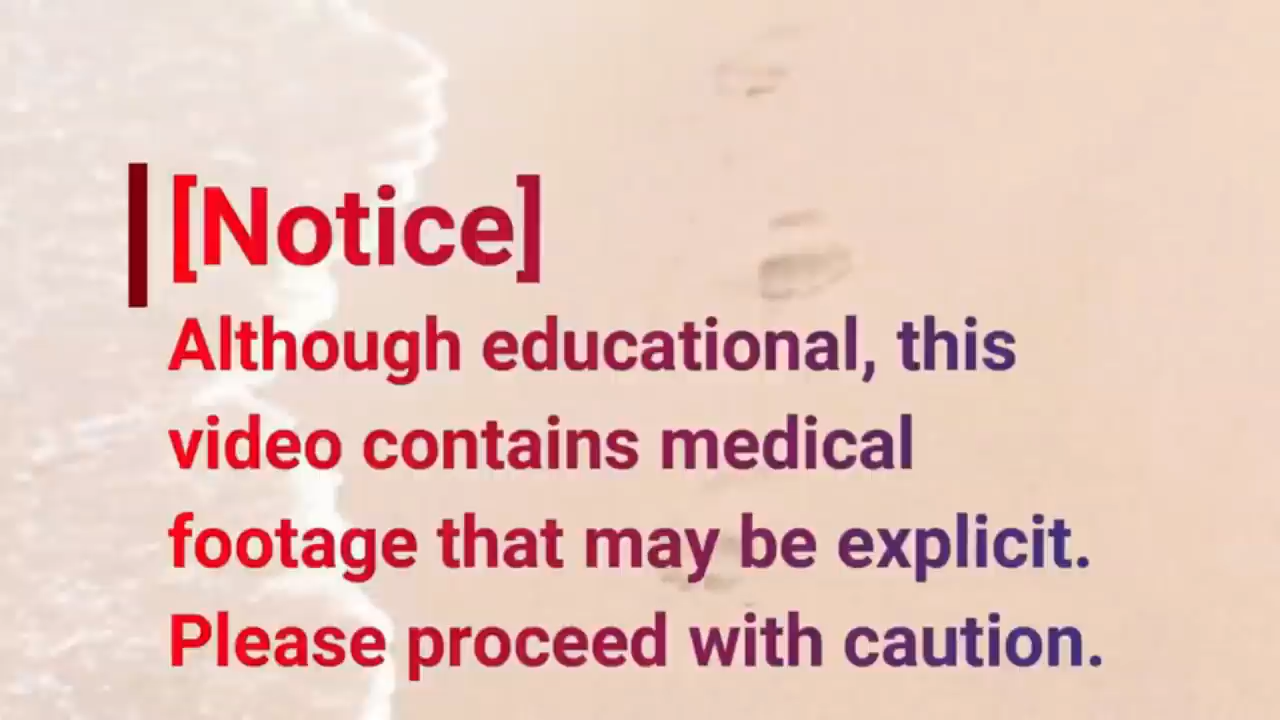 [Notice]
Although educational, this
video contains medical
footage that may be explicit.
Please proceed with caution.